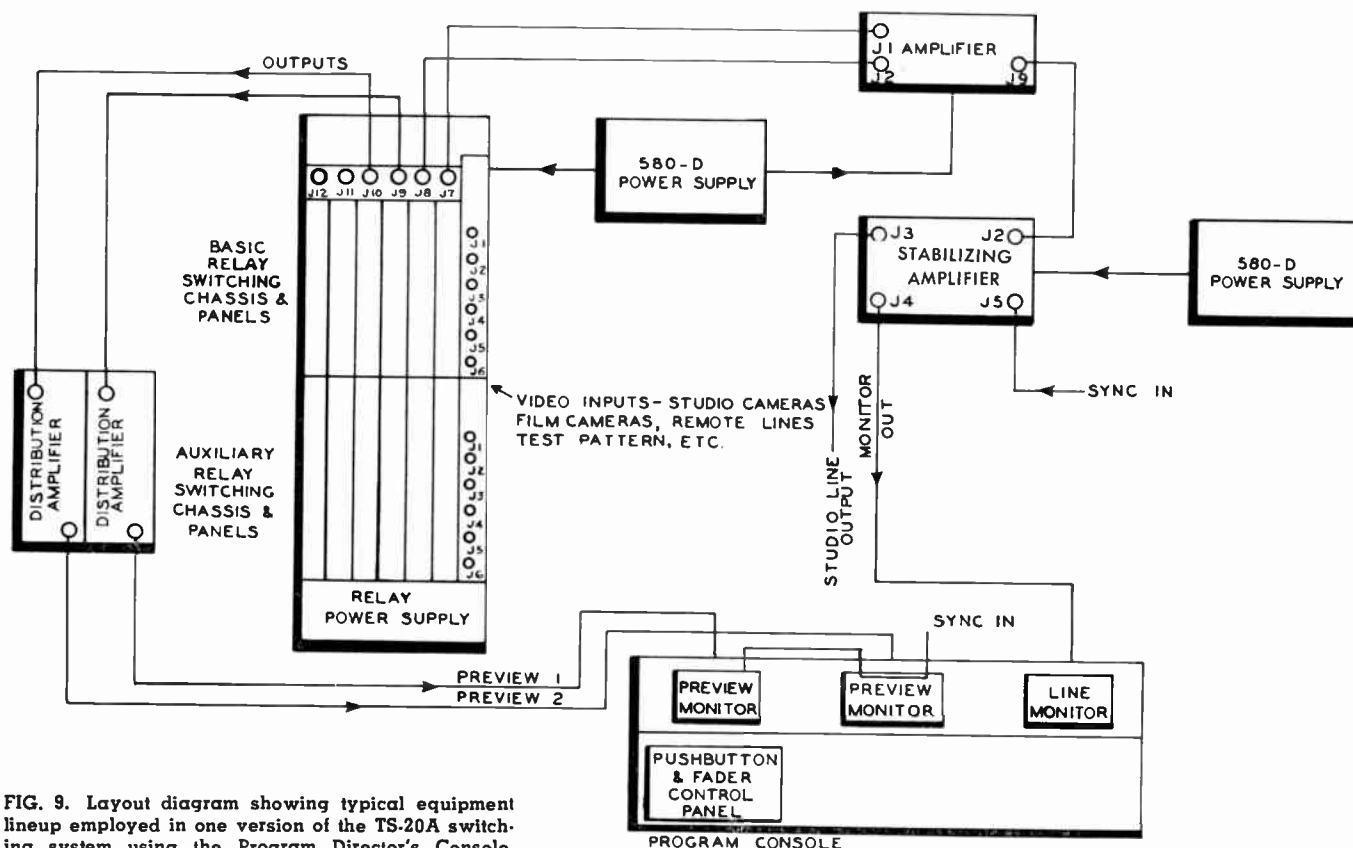 OUTPUTS
J1 AMPLIFIER
J2
J9
580-D
POWER SUPPLY
J12
J11
J10
J9
J8
J7
BASIC
RELAY
SWITCHING
CHASSIS &
PANELS
J1
J2
J3
J4
J5
J6
J3
J2
STABILIZING
AMPLIFIER
J4
J5
580-D
POWER SUPPLY
SYNC IN
MONITOR
OUT
STUDIO LINE
OUTPUT
VIDEO INPUTS - STUDIO CAMERAS
FILM CAMERAS, REMOTE LINES
TEST PATTERN, ETC.
DISTRIBUTION
AMPLIFIER
DISTRIBUTION
AMPLIFIER
AUXILIARY
RELAY
SWITCHING
CHASSIS &
PANELS
J1
J2
J3
J4
J5
J6
RELAY
POWER SUPPLY
SYNC IN
PREVIEW 1
PREVIEW 2
PREVIEW
MONITOR
PREVIEW
MONITOR
LINE
MONITOR
PUSHBUTTON
& FADER
CONTROL
PANEL
PROGRAM CONSOLE
FIG. 9. Layout diagram showing typical equipment
lineup employed in one version of the TS-20A switch-
ing system using the Program Director's Console.